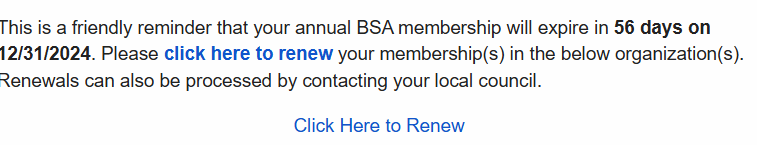 This is a friendly reminder that your annual BSA membership will expire in 56 days on
12/31/2024. Please click here to renew your membership(s) in the below organization(s).
Renewals can also be processed by contacting your local council.
Click Here to Renew